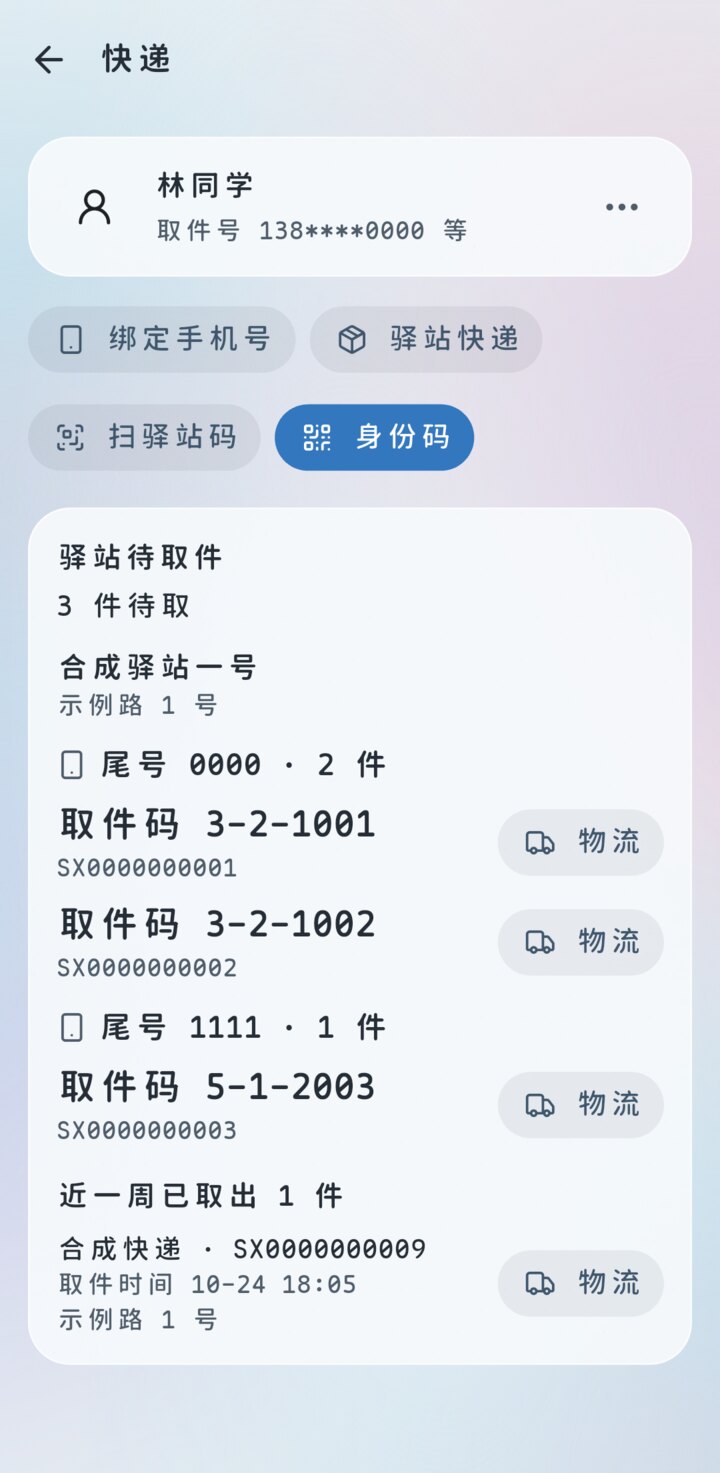 快递
林同学
取件号 138****0000 等
绑定手机号
驿站快递
扫驿站码
身份码
驿站待取件
3 件待取
合成驿站一号
示例路 1 号
尾号 0000 · 2 件
取件码 3-2-1001
SX0000000001
物流
取件码 3-2-1002
SX0000000002
物流
尾号 1111 · 1 件
取件码 5-1-2003
SX0000000003
物流
近一周已取出 1 件
合成快递 · SX0000000009
取件时间 10-24 18:05
示例路 1 号
物流